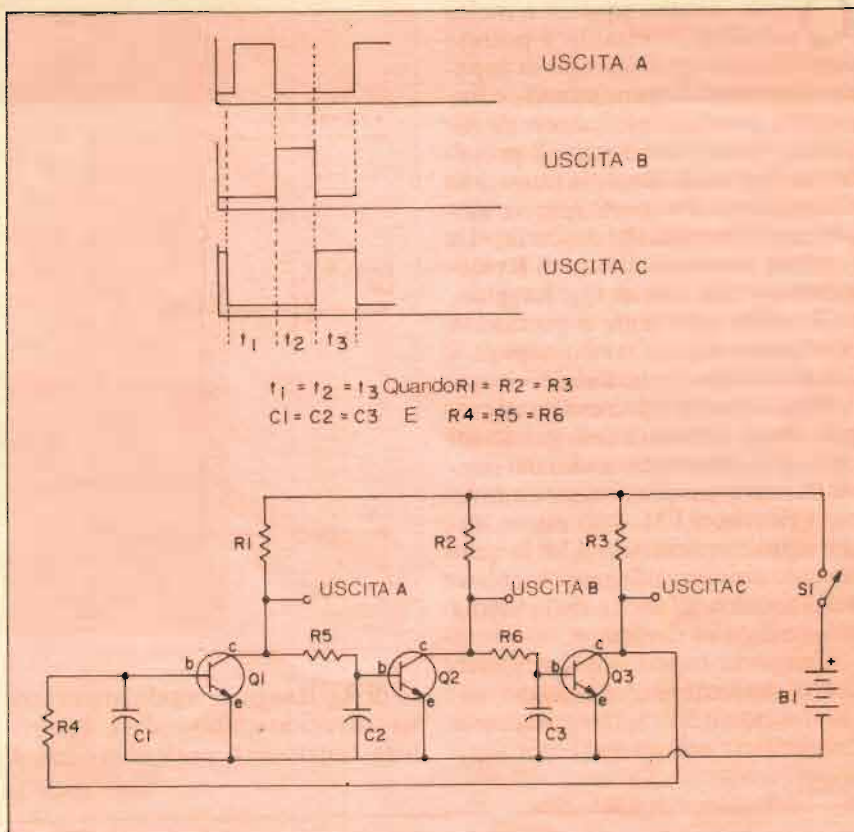 USCITA A
USCITA B
USCITA C
t1 t2 t3
t1 = t2 = t3 Quando R1 = R2 = R3
C1 = C2 = C3 E R4 = R5 = R6
R1
R2
R3
USCITA A
USCITA B
USCITA C
S1
R5
R6
b c Q1 e
b c Q2 e
b c Q3 e
+
B1
R4
C1
C2
C3